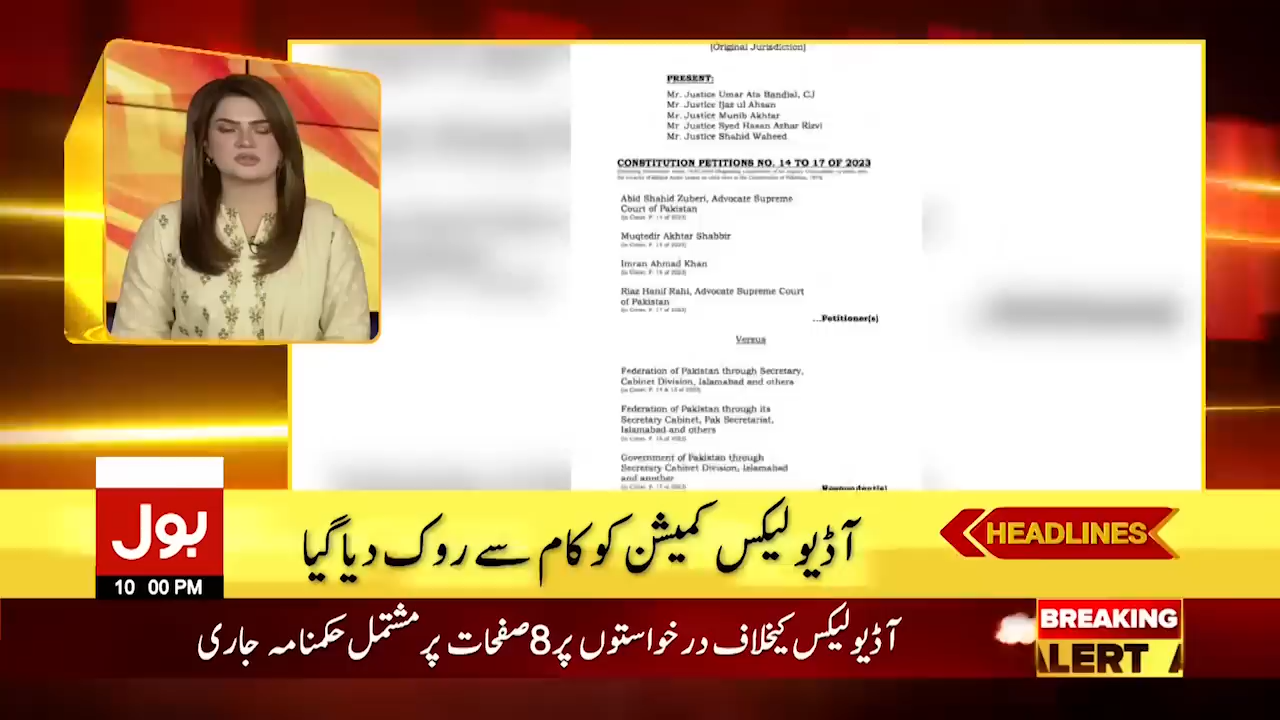 [Original Jurisdiction]
PRESENT:
Mr. Justice Umar Ata Bandial, CJ
Mr. Justice Ijaz ul Ahsan
Mr. Justice Munib Akhtar
Mr. Justice Syed Hasan Azhar Rizvi
Mr. Justice Shahid Waheed
CONSTITUTION PETITIONS NO. 14 TO 17 OF 2023
Abid Shahid Zuberi, Advocate Supreme
Court of Pakistan
Muqtedir Akhtar Shabbir
Imran Ahmad Khan
Riaz Hanif Rahi, Advocate Supreme Court
of Pakistan
...Petitioner(s)
Versus
Federation of Pakistan through Secretary,
Cabinet Division, Islamabad and others
Federation of Pakistan through its
Secretary Cabinet, Pak Secretariat,
Islamabad and others
Government of Pakistan through
Secretary Cabinet Division, Islamabad
and another
Respondent(s)
بول
10 00 PM
آڈیو لیکس کمیشن کو کام سے روک دیا گیا
HEADLINES
آڈیو لیکس کیخلاف درخواستوں پر 8 صفحات پر مشتمل حکمنامہ جاری
BREAKING
ALERT